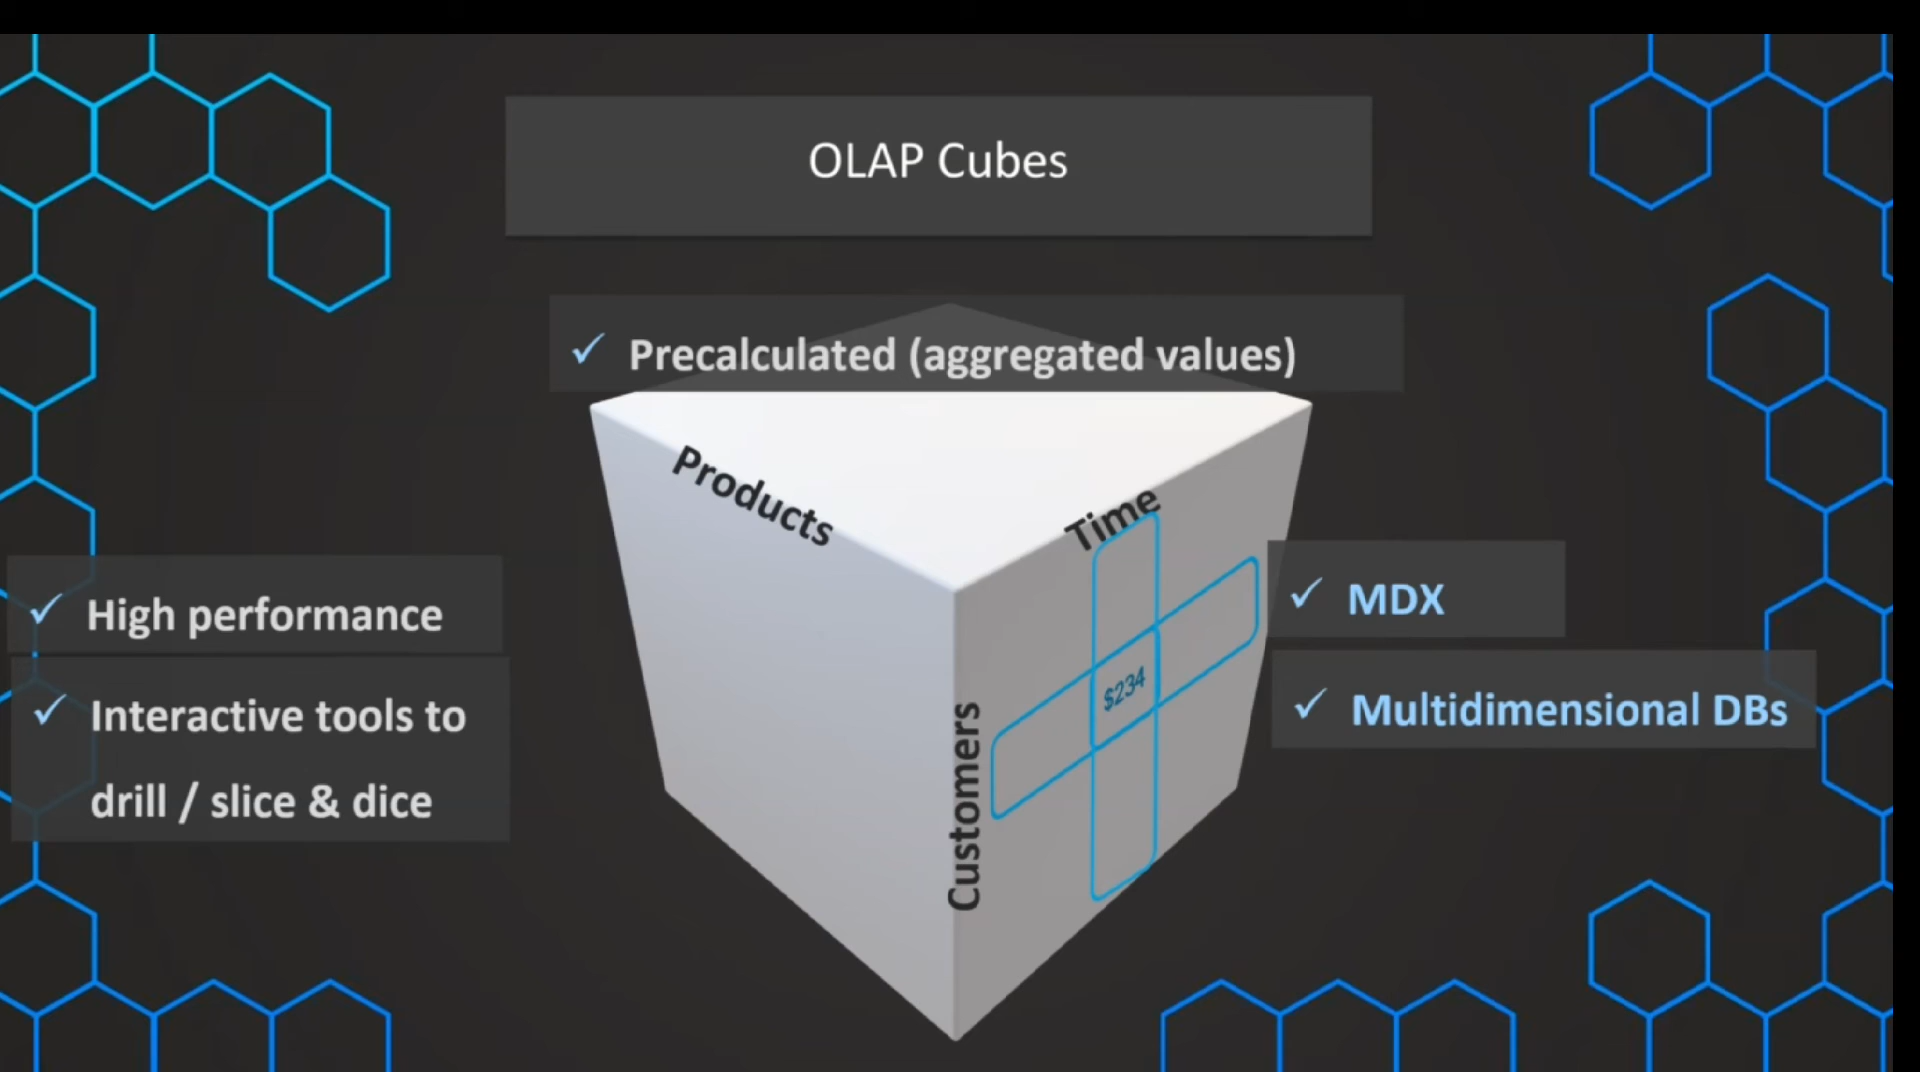 OLAP Cubes
✓ Precalculated (aggregated values)
Products
Time
✓ High performance
✓ Interactive tools to
drill / slice & dice
$234
Customers
✓ MDX
✓ Multidimensional DBs